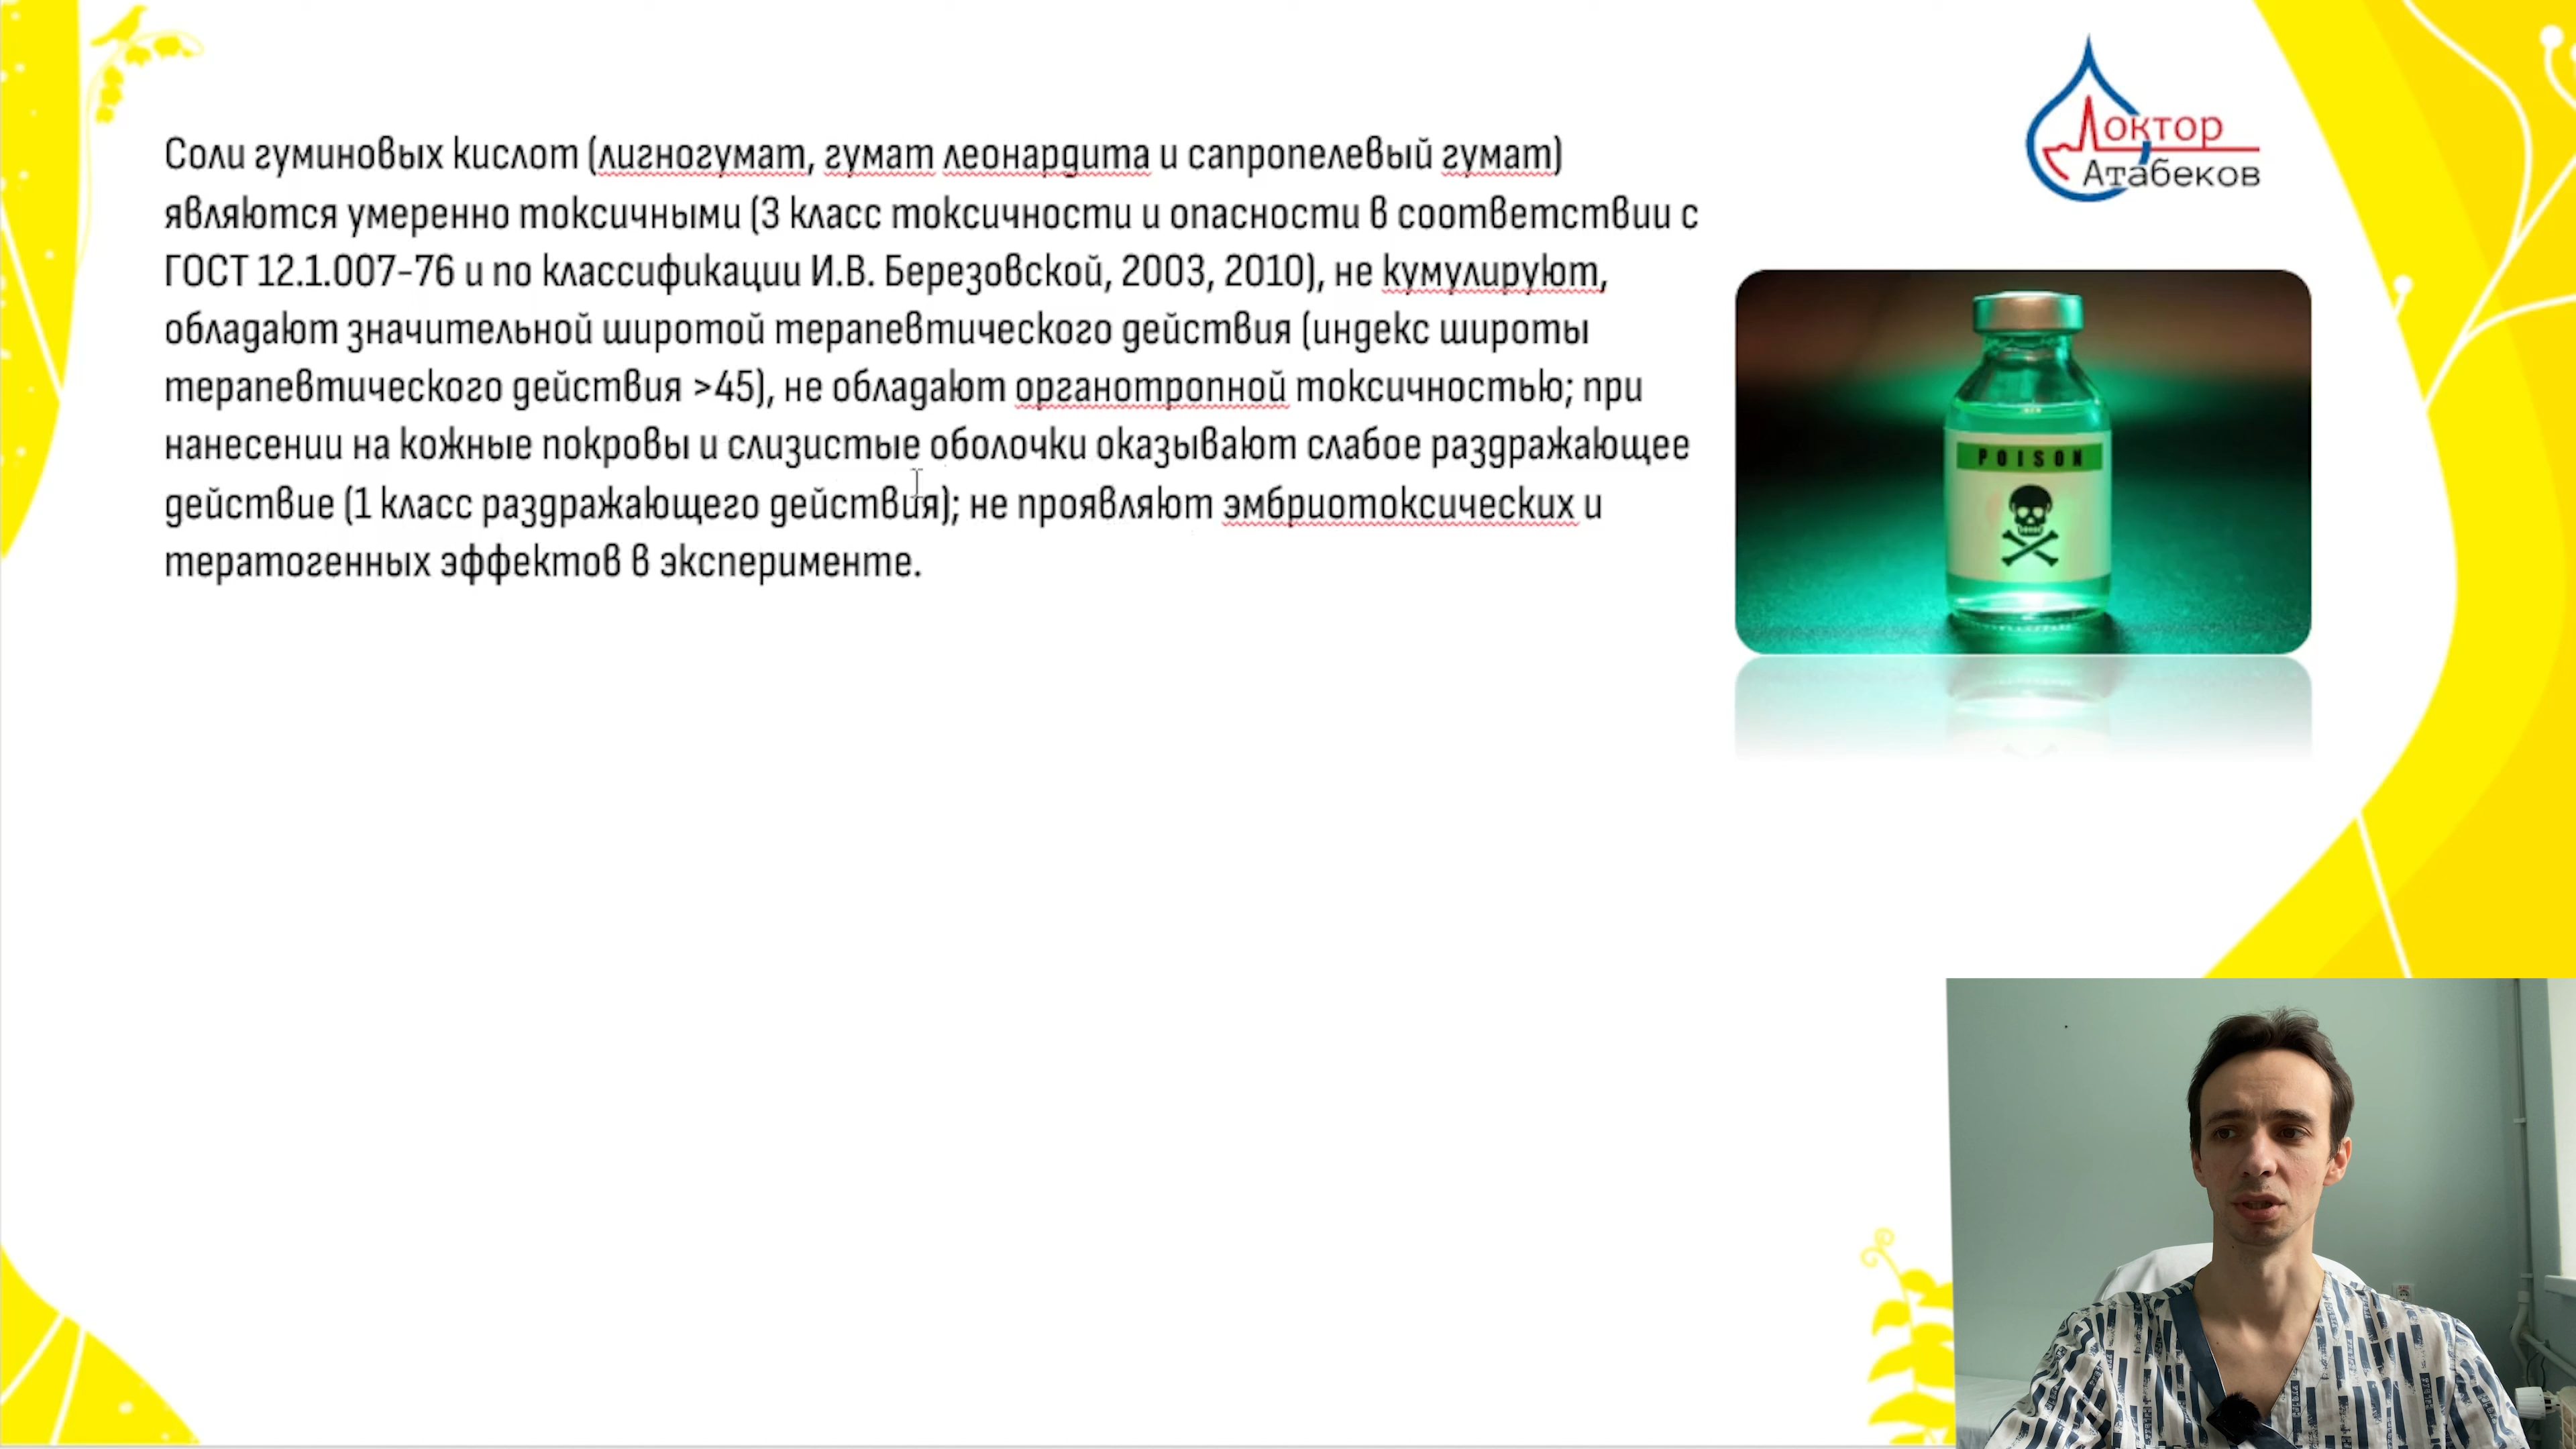 Доктор
Атабеков
Соли гуминовых кислот (лигногумат, гумат леонардита и сапропелевый гумат)
являются умеренно токсичными (3 класс токсичности и опасности в соответствии с
ГОСТ 12.1.007-76 и по классификации И.В. Березовской, 2003, 2010), не кумулируют,
обладают значительной широтой терапевтического действия (индекс широты
терапевтического действия >45), не обладают органотропной токсичностью; при
нанесении на кожные покровы и слизистые оболочки оказывают слабое раздражающее
действие (1 класс раздражающего действия); не проявляют эмбриотоксических и
тератогенных эффектов в эксперименте.
POISON